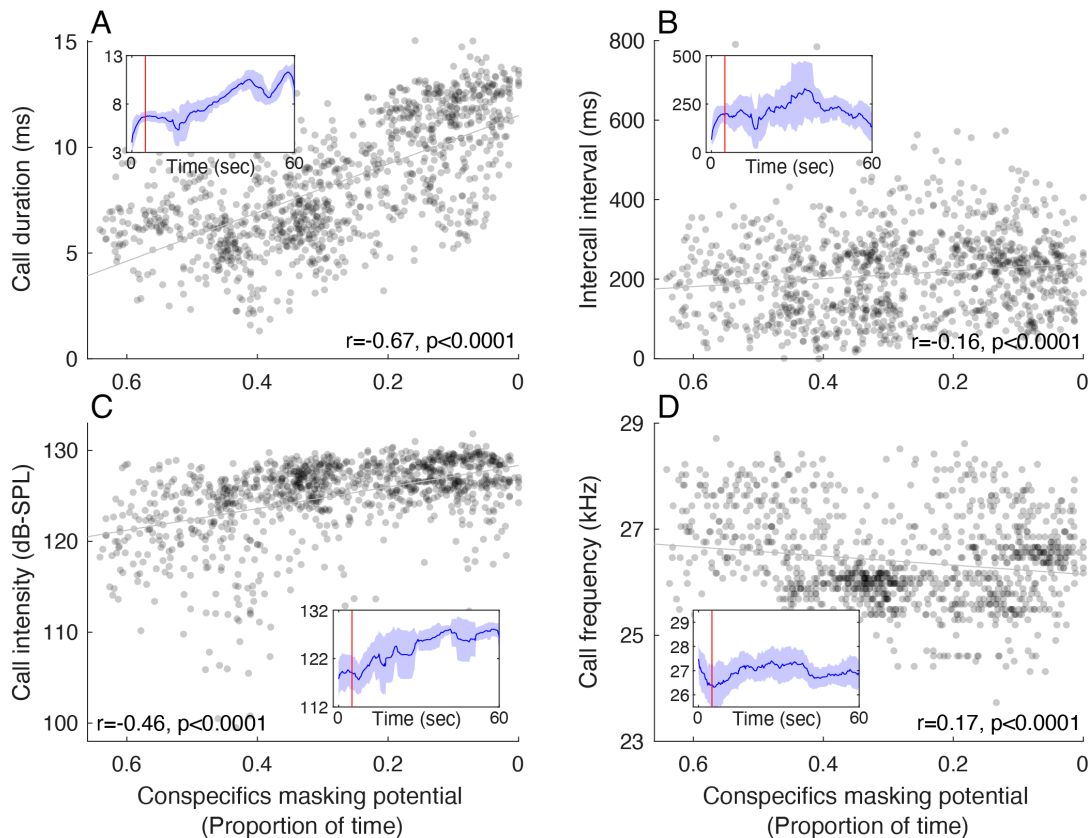 A
15
10
5
0
Call duration (ms)
13
8
3
0
Time (sec)
60
r=-0.67, p<0.0001
0.6
0.4
0.2
0
B
800
600
400
200
0
Intercall interval (ms)
500
250
0
0
Time (sec)
60
r=-0.16, p<0.0001
0.6
0.4
0.2
0
C
130
120
110
100
Call intensity (dB-SPL)
132
122
112
0
Time (sec)
60
r=-0.46, p<0.0001
0.6
0.4
0.2
0
Conspecifics masking potential
(Proportion of time)
D
29
27
25
23
Call frequency (kHz)
29
28
27
26
0
Time (sec)
60
r=0.17, p<0.0001
0.6
0.4
0.2
0
Conspecifics masking potential
(Proportion of time)